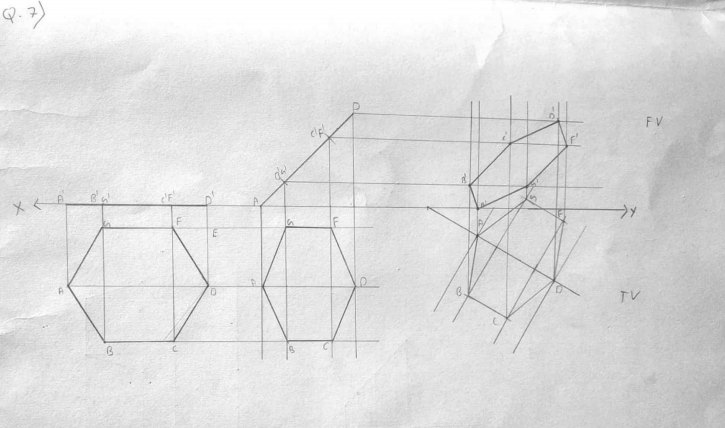 Q.7)
D
C'F'
D'
F'
C'
FV
B'G'
B'
A' B'G' C'F' D'
A
X
Y
G F
E
G F
A D
A D
B
D
TV
C
B C
B C